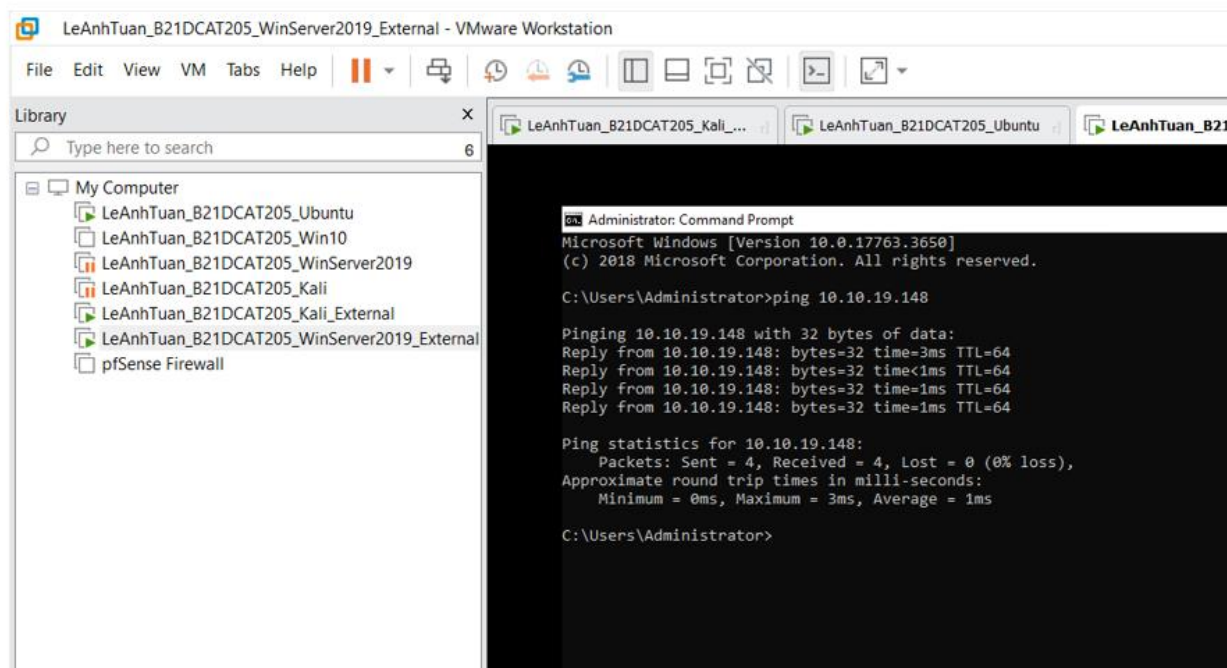 LeAnhTuan_B21DCAT205_WinServer2019_External - VMware Workstation
File Edit View VM Tabs Help
Library X
Type here to search 6
My Computer
LeAnhTuan_B21DCAT205_Ubuntu
LeAnhTuan_B21DCAT205_Win10
LeAnhTuan_B21DCAT205_WinServer2019
LeAnhTuan_B21DCAT205_Kali
LeAnhTuan_B21DCAT205_Kali_External
LeAnhTuan_B21DCAT205_WinServer2019_External
pfSense Firewall
LeAnhTuan_B21DCAT205_Kali_... LeAnhTuan_B21DCAT205_Ubuntu LeAnhTuan_B21
Administrator: Command Prompt
Microsoft Windows [Version 10.0.17763.3650]
(c) 2018 Microsoft Corporation. All rights reserved.
C:\Users\Administrator>ping 10.10.19.148
Pinging 10.10.19.148 with 32 bytes of data:
Reply from 10.10.19.148: bytes=32 time=3ms TTL=64
Reply from 10.10.19.148: bytes=32 time<1ms TTL=64
Reply from 10.10.19.148: bytes=32 time=1ms TTL=64
Reply from 10.10.19.148: bytes=32 time=1ms TTL=64
Ping statistics for 10.10.19.148:
Packets: Sent = 4, Received = 4, Lost = 0 (0% loss),
Approximate round trip times in milli-seconds:
Minimum = 0ms, Maximum = 3ms, Average = 1ms
C:\Users\Administrator>